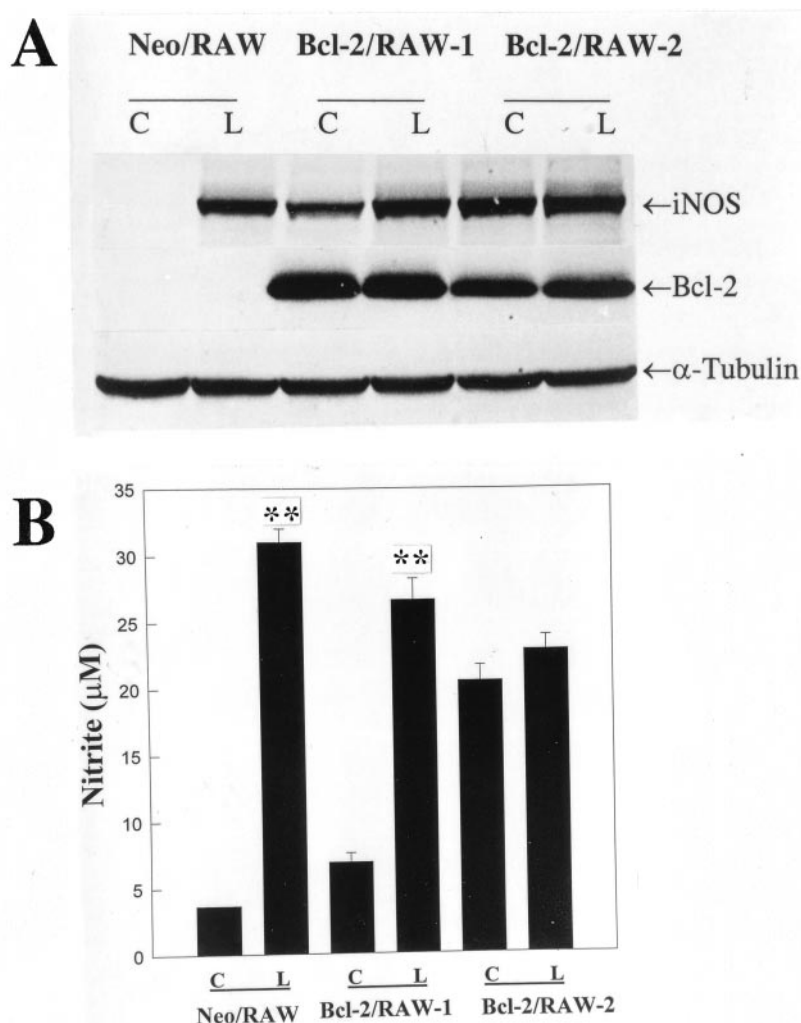 A
Neo/RAW Bcl-2/RAW-1 Bcl-2/RAW-2
C L C L C L
←iNOS
←Bcl-2
←α-Tubulin
B
Nitrite (μM)
35
30
25
20
15
10
5
0
**
**
C L C L C L
Neo/RAW Bcl-2/RAW-1 Bcl-2/RAW-2